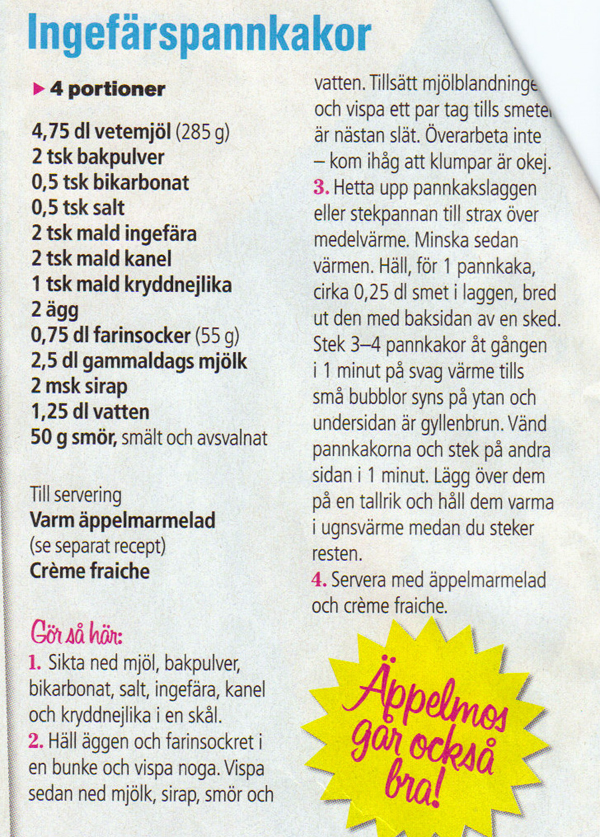 Ingefärspannkakor
▶ 4 portioner
4,75 dl vetemjöl (285 g)
2 tsk bakpulver
0,5 tsk bikarbonat
0,5 tsk salt
2 tsk mald ingefära
2 tsk mald kanel
1 tsk mald kryddnejlika
2 ägg
0,75 dl farinsocker (55 g)
2,5 dl gammaldags mjölk
2 msk sirap
1,25 dl vatten
50 g smör, smält och avsvalnat
Till servering
Varm äppelmarmelad
(se separat recept)
Crème fraiche
Gör så här:
1. Sikta ned mjöl, bakpulver,
bikarbonat, salt, ingefära, kanel
och kryddnejlika i en skål.
2. Häll äggen och farinsockret i
en bunke och vispa noga. Vispa
sedan ned mjölk, sirap, smör och
vatten. Tillsätt mjölblandninge
och vispa ett par tag tills smete
är nästan slät. Överarbeta inte
– kom ihåg att klumpar är okej.
3. Hetta upp pannkakslaggen
eller stekpannan till strax över
medelvärme. Minska sedan
värmen. Häll, för 1 pannkaka,
cirka 0,25 dl smet i laggen, bred
ut den med baksidan av en sked.
Stek 3–4 pannkakor åt gången
i 1 minut på svag värme tills
små bubblor syns på ytan och
undersidan är gyllenbrun. Vänd
pannkakorna och stek på andra
sidan i 1 minut. Lägg över dem
på en tallrik och håll dem varma
i ugnsvärme medan du steker
resten.
4. Servera med äppelmarmelad
och crème fraiche.
Äppelmos
går också
bra!